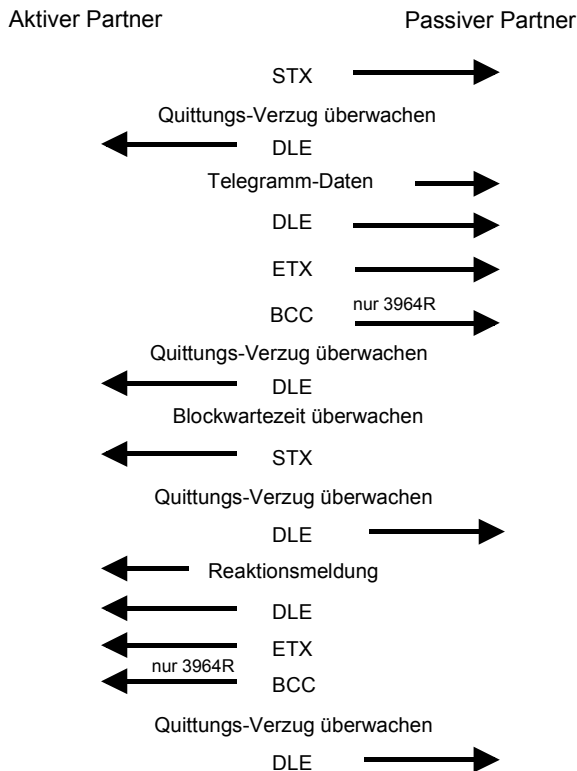 Aktiver Partner
Passiver Partner
STX
Quittungs-Verzug überwachen
DLE
Telegramm-Daten
DLE
ETX
BCC
nur 3964R
Quittungs-Verzug überwachen
DLE
Blockwartezeit überwachen
STX
Quittungs-Verzug überwachen
DLE
Reaktionsmeldung
DLE
ETX
nur 3964R
BCC
Quittungs-Verzug überwachen
DLE